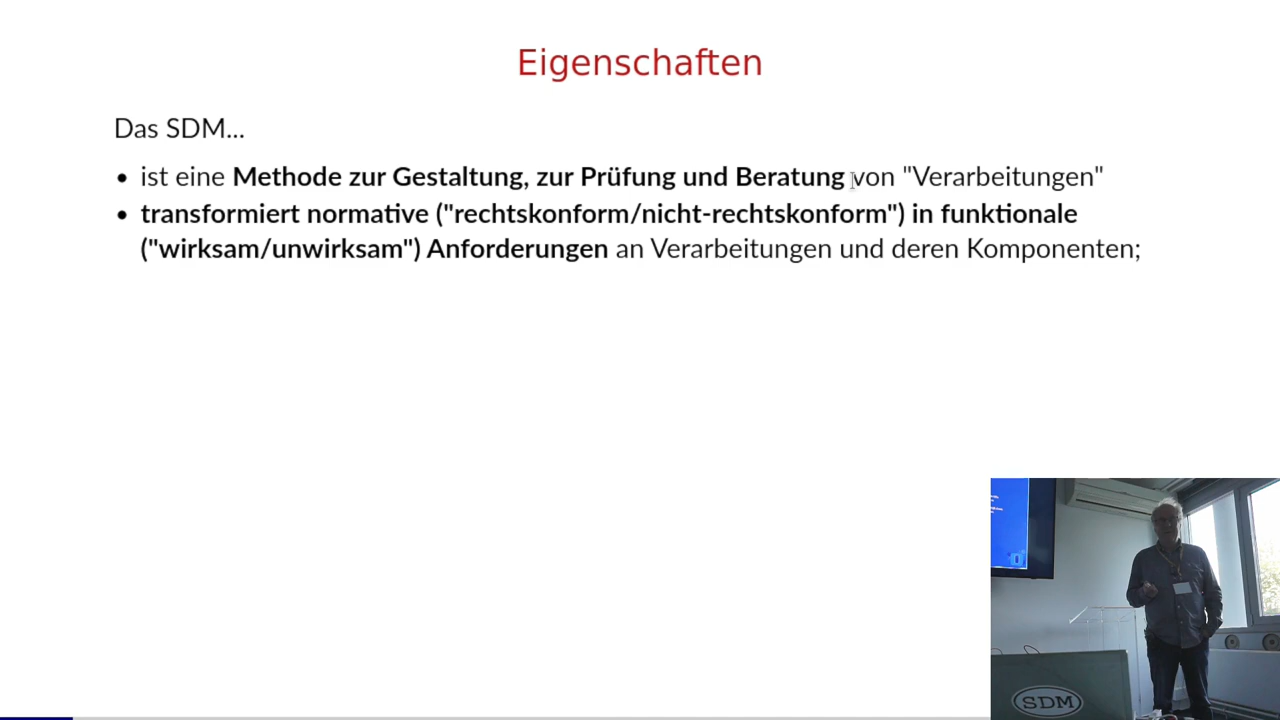 Eigenschaften
Das SDM...
• ist eine Methode zur Gestaltung, zur Prüfung und Beratung von "Verarbeitungen"
• transformiert normative ("rechtskonform/nicht-rechtskonform") in funktionale
("wirksam/unwirksam") Anforderungen an Verarbeitungen und deren Komponenten;
SDM